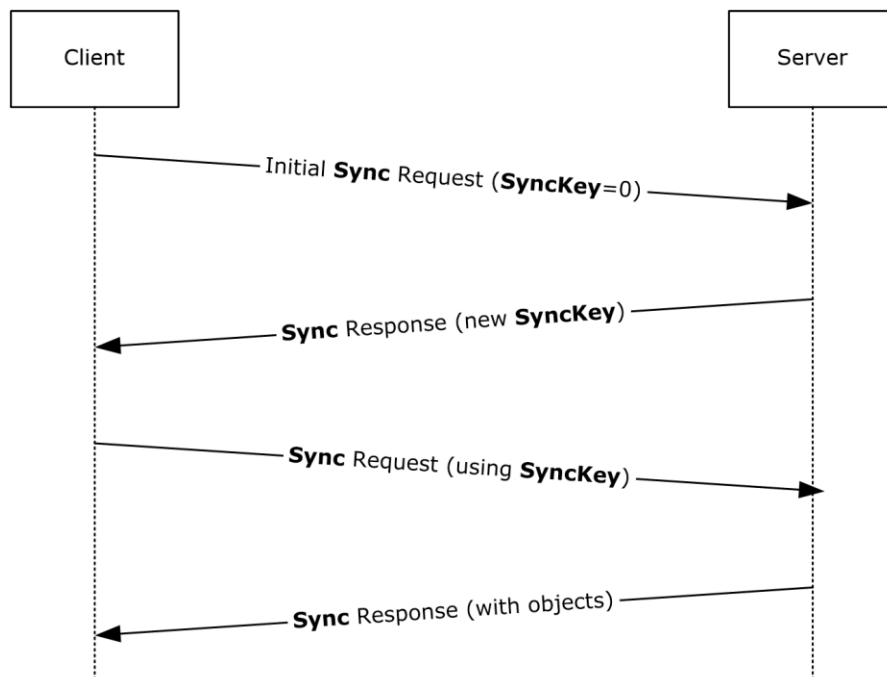 Client
Server
Initial Sync Request (SyncKey=0)
Sync Response (new SyncKey)
Sync Request (using SyncKey)
Sync Response (with objects)